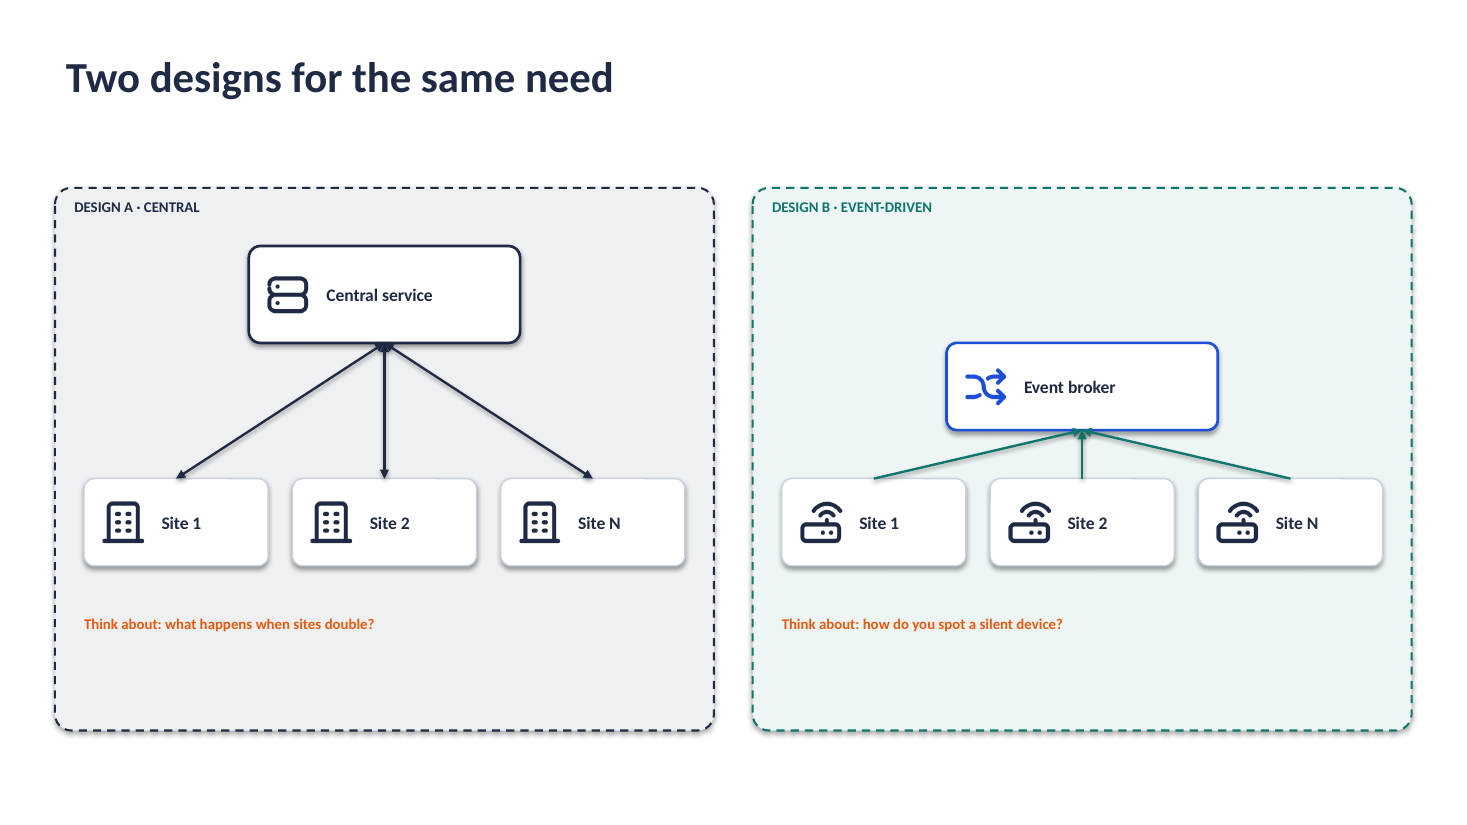 Two designs for the same need
DESIGN A · CENTRAL
Central service
Site 1
Site 2
Site N
Think about: what happens when sites double?
DESIGN B · EVENT-DRIVEN
Event broker
Site 1
Site 2
Site N
Think about: how do you spot a silent device?